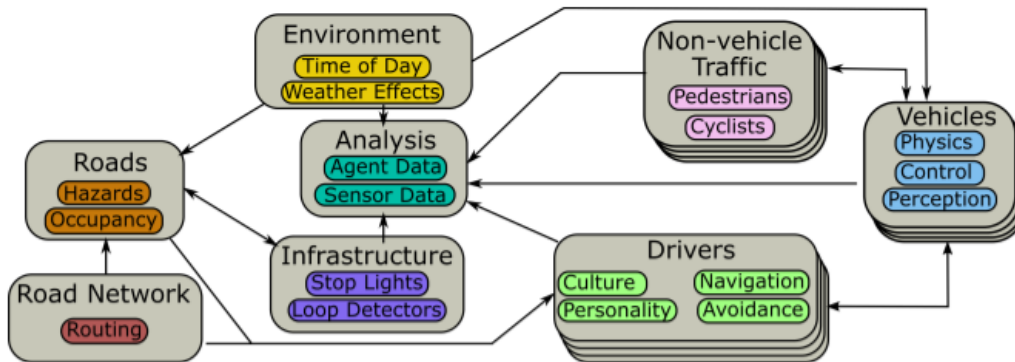 Environment
Time of Day
Weather Effects
Non-vehicle
Traffic
Pedestrians
Cyclists
Vehicles
Physics
Control
Perception
Analysis
Agent Data
Sensor Data
Roads
Hazards
Occupancy
Infrastructure
Stop Lights
Loop Detectors
Drivers
Culture
Navigation
Personality
Avoidance
Road Network
Routing